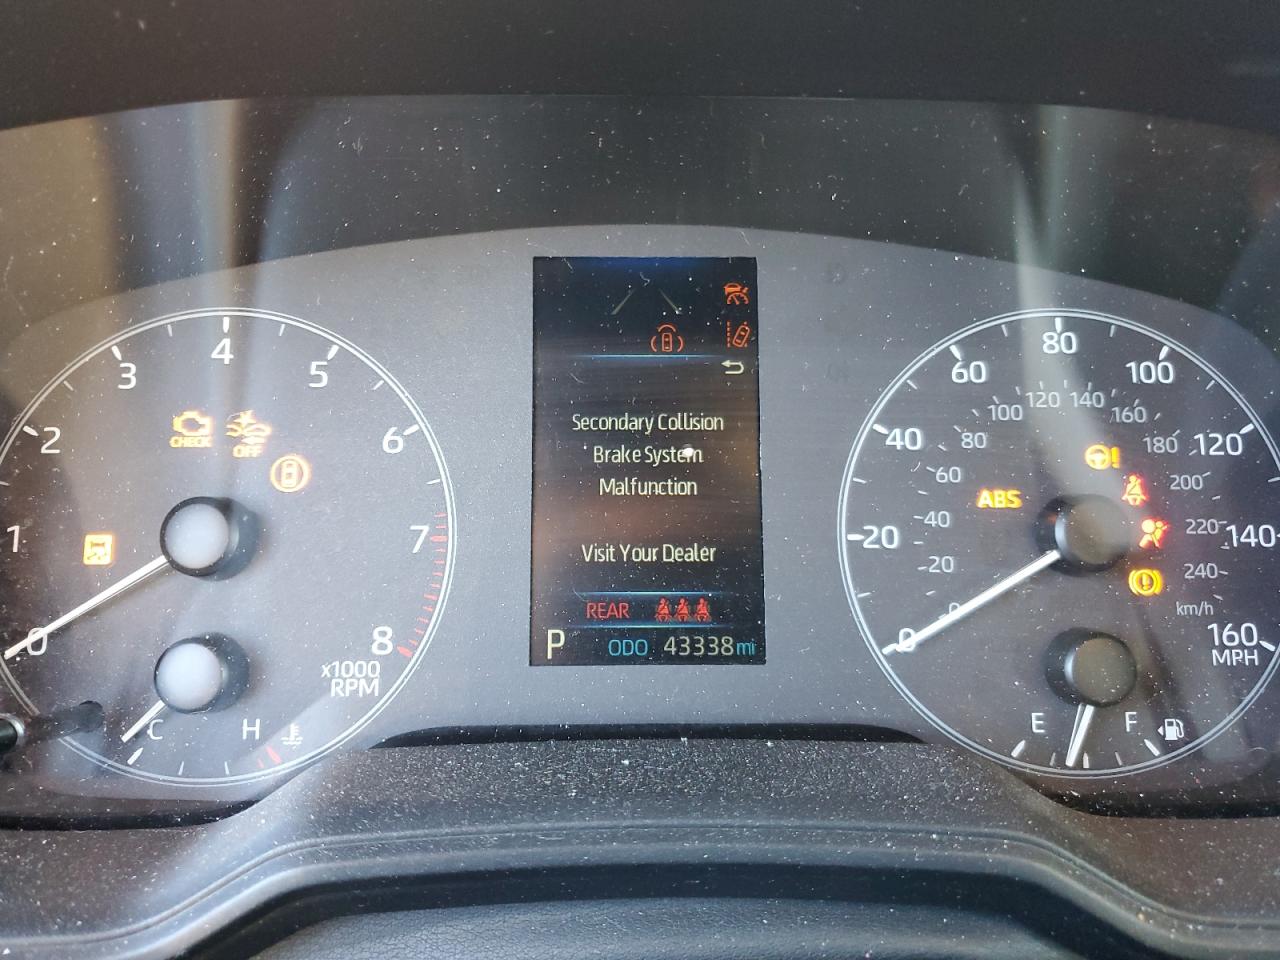 0
1
2
3
4
5
6
7
8
x1000
RPM
CHECK
OFF
C
H
Secondary Collision
Brake System
Malfunction
Visit Your Dealer
REAR
P ODO 43338 mi
0
20
40
60
80
100
120
140
160
MPH
0
20
40
60
80
100
120
140
160
180
200
220
240
km/h
ABS
E
F